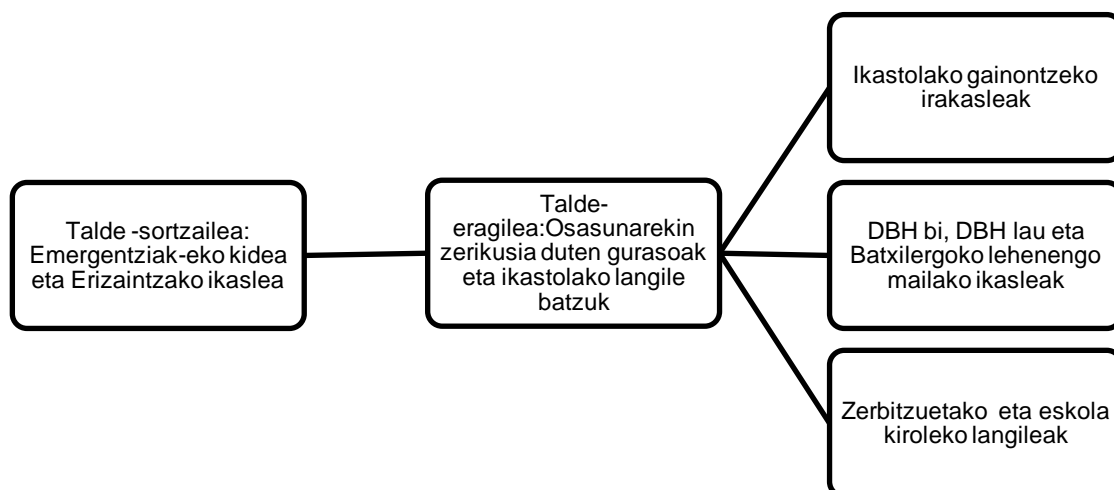 Talde -sortzailea:
Emergentziak-eko kidea
eta Erizaintzako ikaslea
Talde-
eragilea:Osasunarekin
zerikusia duten gurasoak
eta ikastolako langile
batzuk
Ikastolako gainontzeko
irakasleak
DBH bi, DBH lau eta
Batxilergoko lehenengo
mailako ikasleak
Zerbitzuetako eta eskola
kiroleko langileak